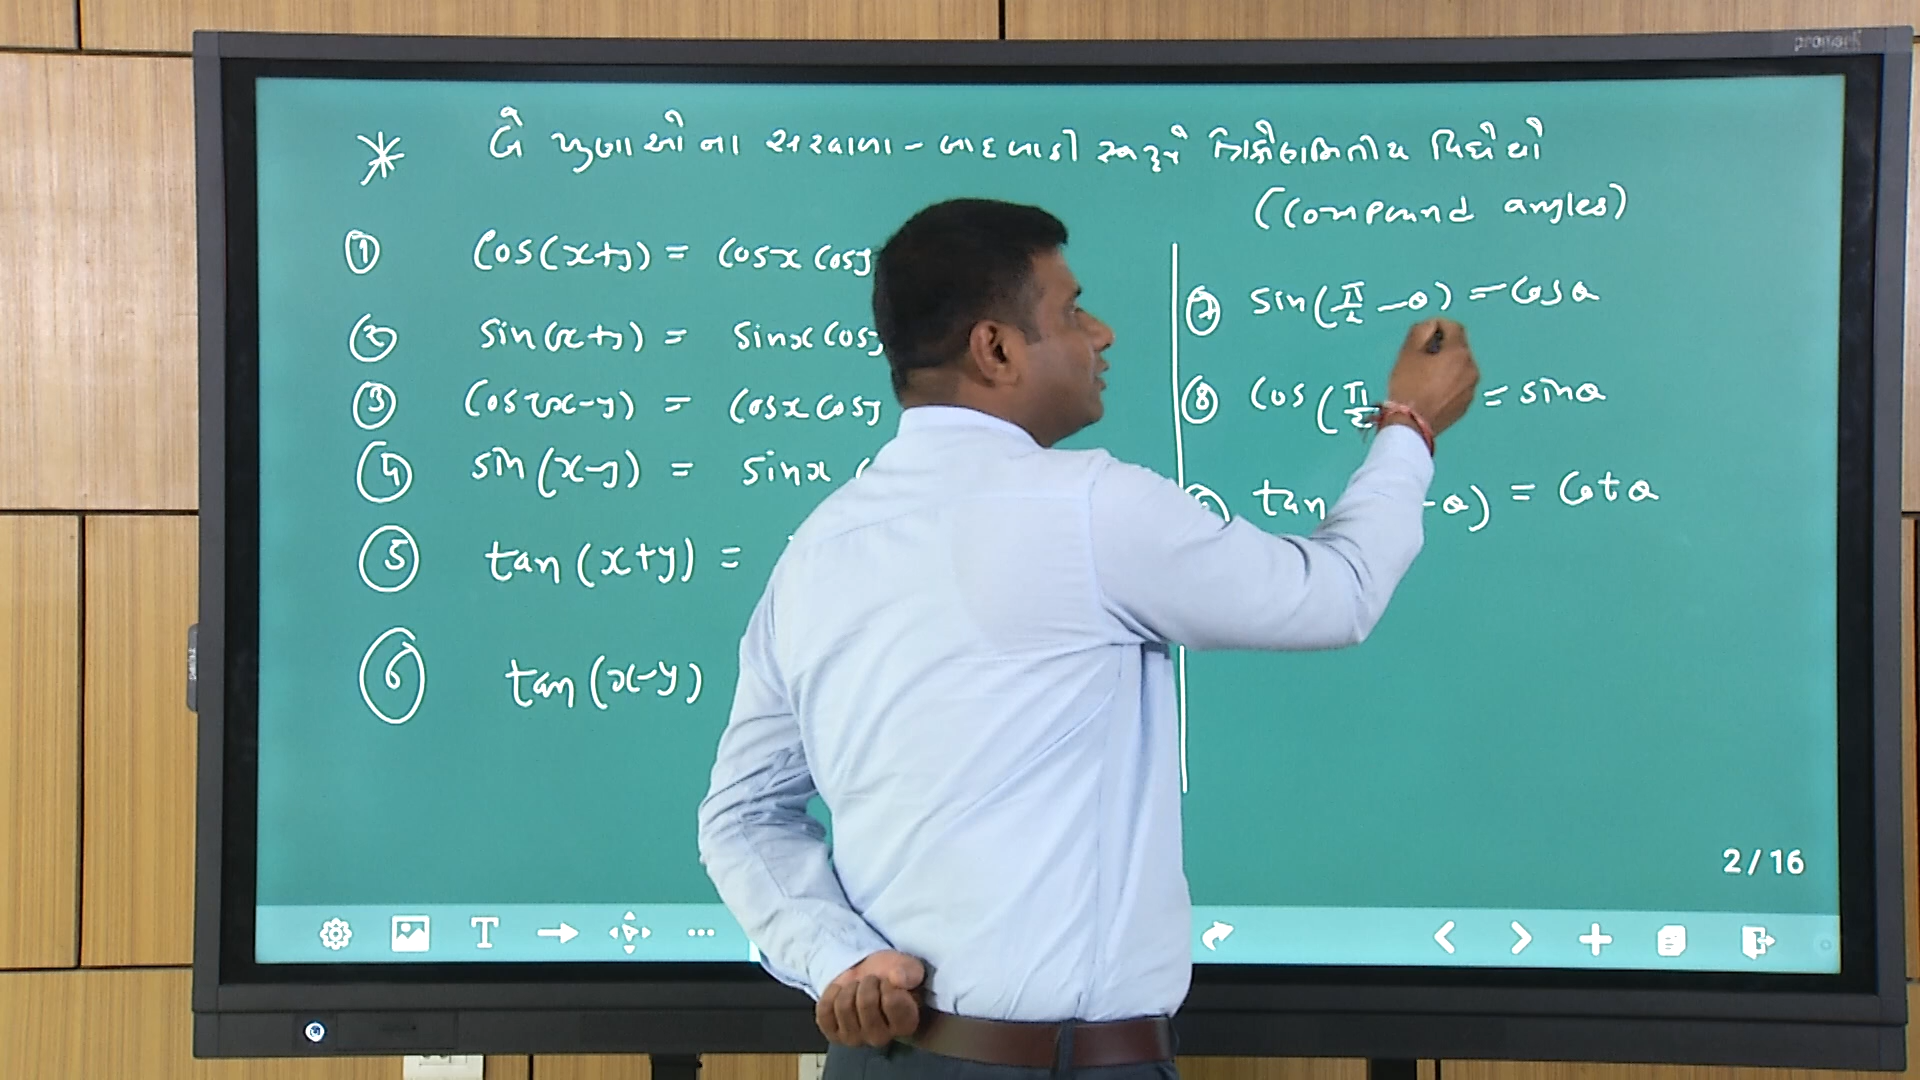 promark
* બે ખુણાઓના સરવાળા - બાદબાકી સ્વરૂપે ત્રિકોણમિતીય વિધેયો
(Compound angles)
① cos(x+y) = cosx cosy
② sin(x+y) = sinx cosy
③ cos(x-y) = cosx cosy
④ sin(x-y) = sinx
⑤ tan(x+y) =
⑥ tan(x-y)
⑦ sin(π/2 - θ) = cosθ
⑧ cos(π/2 = sinθ
tan -θ) = cotθ
2/16
T